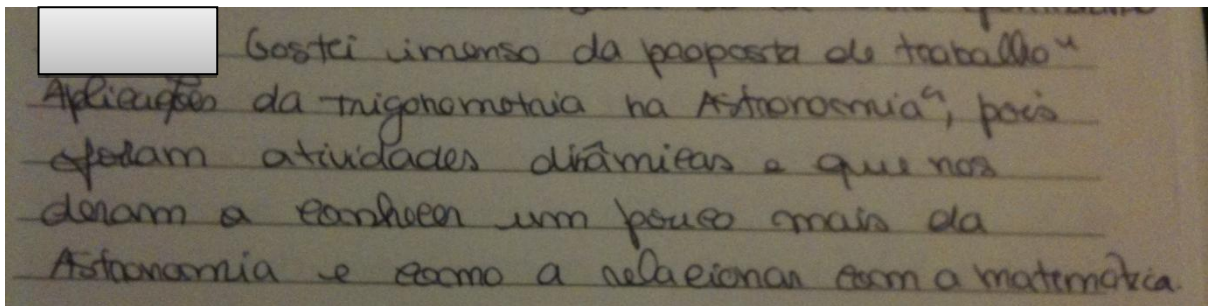 Gostei imenso da proposta de trabalho "
Aplicações da trigonometria na Astronomia", pois
foram atividades dinâmicas e que nos
deram a conhecer um pouco mais da
Astronomia e como a relacionar com a matemática.